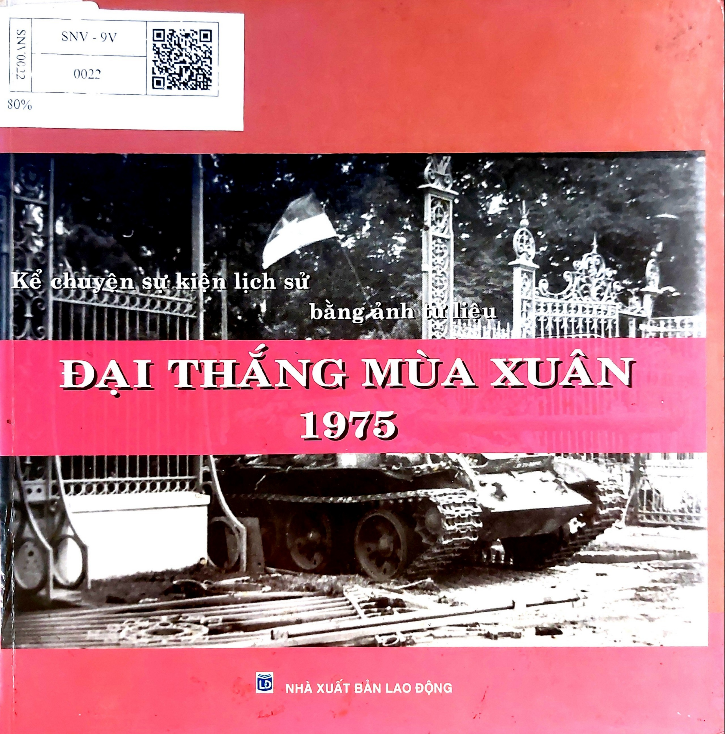 SNV 0022
SNV - 9V
0022
80%
Kể chuyện sự kiện lịch sử
bằng ảnh tư liệu
ĐẠI THẮNG MÙA XUÂN
1975
LĐ
NHÀ XUẤT BẢN LAO ĐỘNG